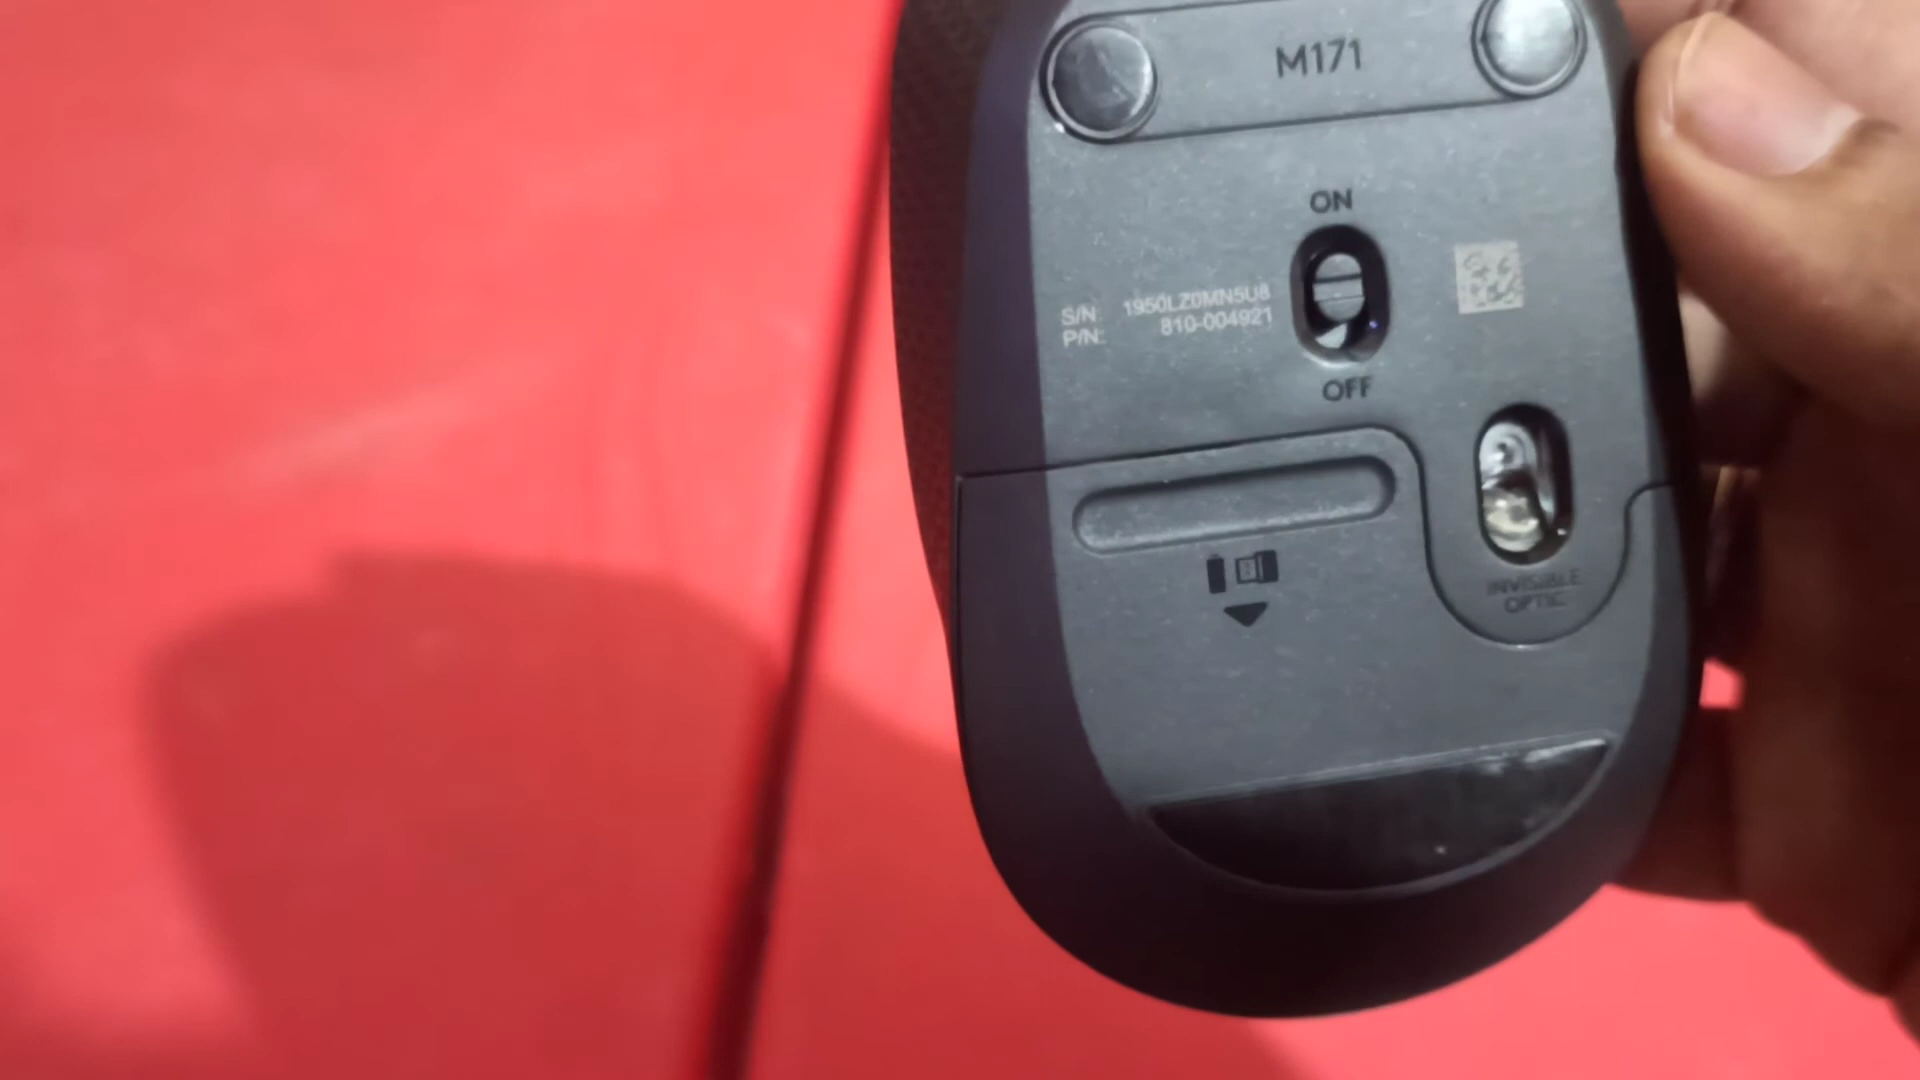 M171
ON
S/N: 1950LZ0MN5U8
P/N: 810-004921
OFF
INVISIBLE
OPTIC